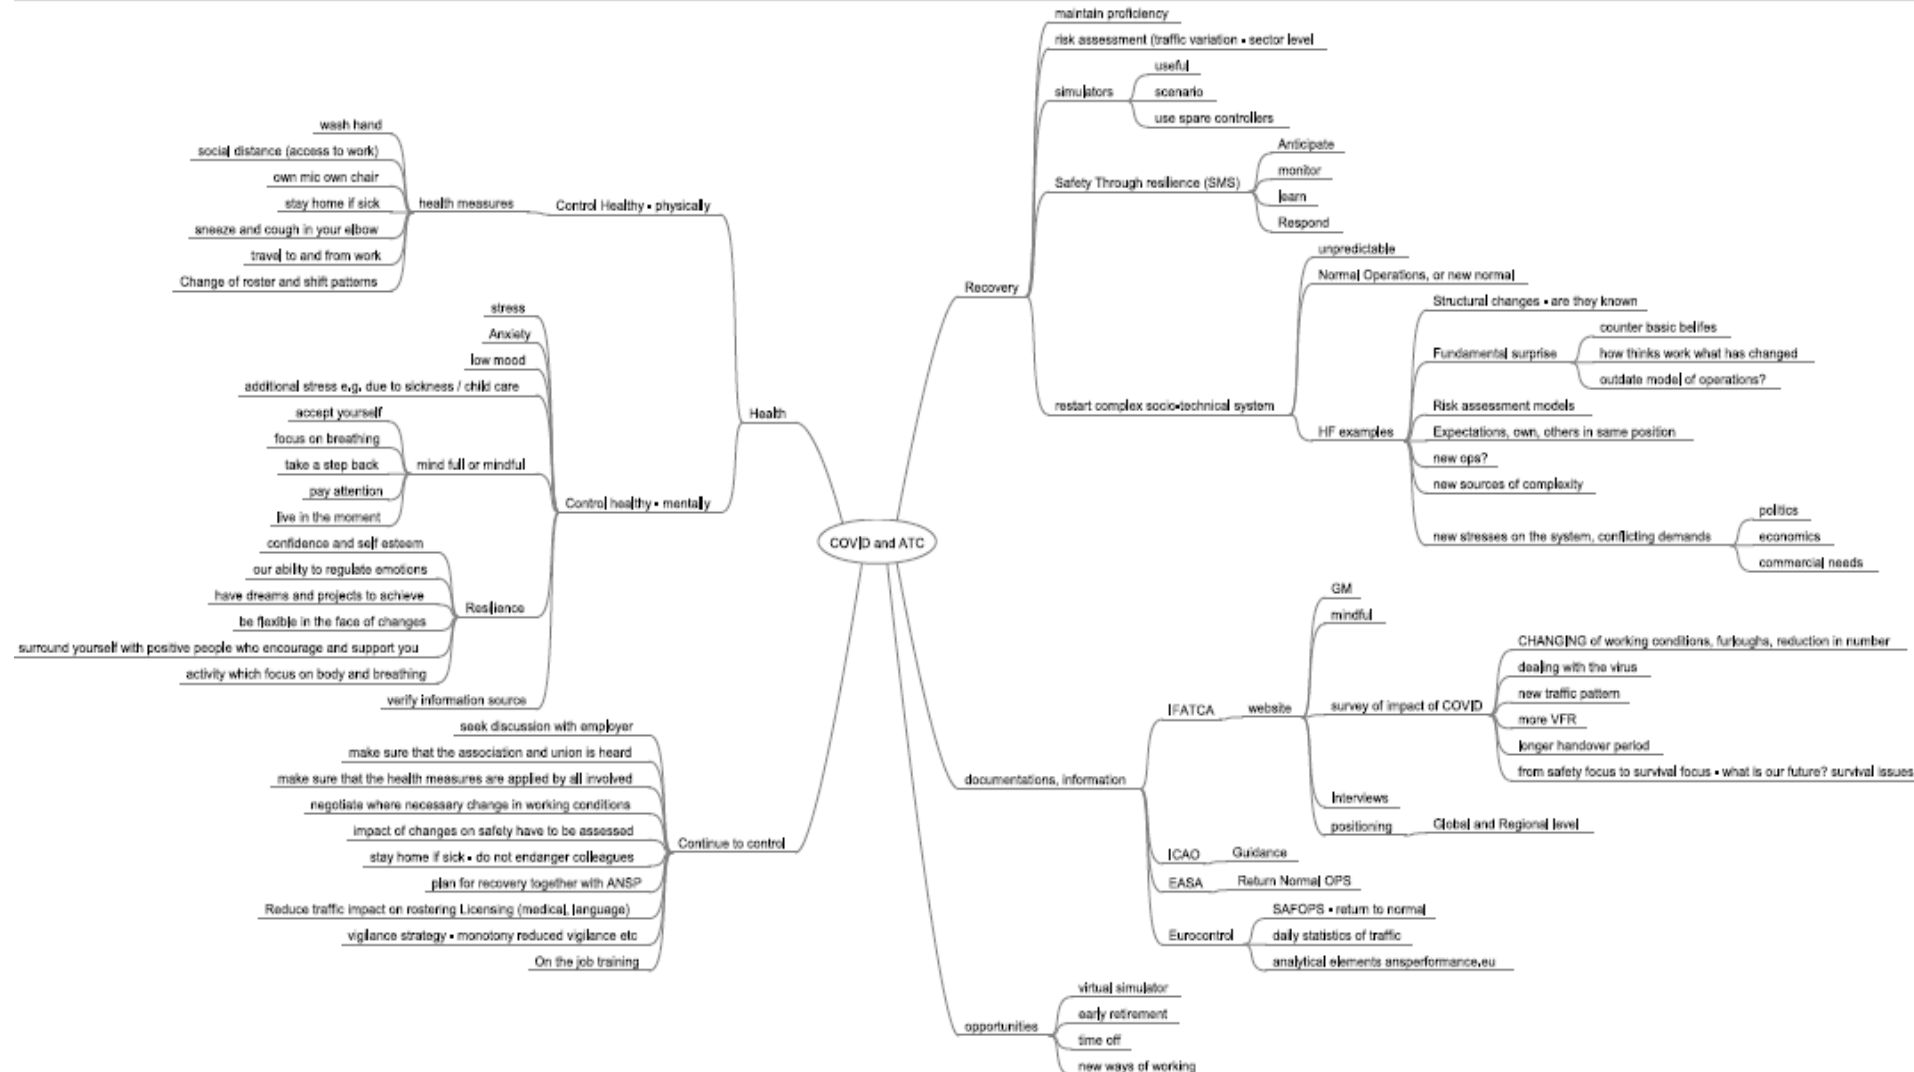 COVID and ATC
Health
Control Healthy ▪ physically
health measures
wash hand
social distance (access to work)
own mic own chair
stay home if sick
sneeze and cough in your elbow
travel to and from work
Change of roster and shift patterns
Control healthy ▪ mentally
stress
Anxiety
low mood
additional stress e.g. due to sickness / child care
mind full or mindful
accept yourself
focus on breathing
take a step back
pay attention
live in the moment
Resilience
confidence and self esteem
our ability to regulate emotions
have dreams and projects to achieve
be flexible in the face of changes
surround yourself with positive people who encourage and support you
activity which focus on body and breathing
verify information source
Continue to control
seek discussion with employer
make sure that the association and union is heard
make sure that the health measures are applied by all involved
negotiate where necessary change in working conditions
impact of changes on safety have to be assessed
stay home if sick ▪ do not endanger colleagues
plan for recovery together with ANSP
Reduce traffic impact on rostering Licensing (medical, language)
vigilance strategy ▪ monotony reduced vigilance etc
On the job training
Recovery
maintain proficiency
risk assessment (traffic variation ▪ sector level
simulators
useful
scenario
use spare controllers
Safety Through resilience (SMS)
Anticipate
monitor
learn
Respond
restart complex socio▪technical system
unpredictable
Normal Operations, or new normal
HF examples
Structural changes ▪ are they known
Fundamental surprise
counter basic belifes
how thinks work what has changed
outdate model of operations?
Risk assessment models
Expectations, own, others in same position
new ops?
new sources of complexity
new stresses on the system, conflicting demands
politics
economics
commercial needs
documentations, information
IFATCA
website
GM
mindful
survey of impact of COVID
CHANGING of working conditions, furloughs, reduction in number
dealing with the virus
new traffic pattern
more VFR
longer handover period
from safety focus to survival focus ▪ what is our future? survival issues
Interviews
positioning
Global and Regional level
ICAO
Guidance
EASA
Return Normal OPS
Eurocontrol
SAFOPS ▪ return to normal
daily statistics of traffic
analytical elements ansperformance.eu
opportunities
virtual simulator
early retirement
time off
new ways of working